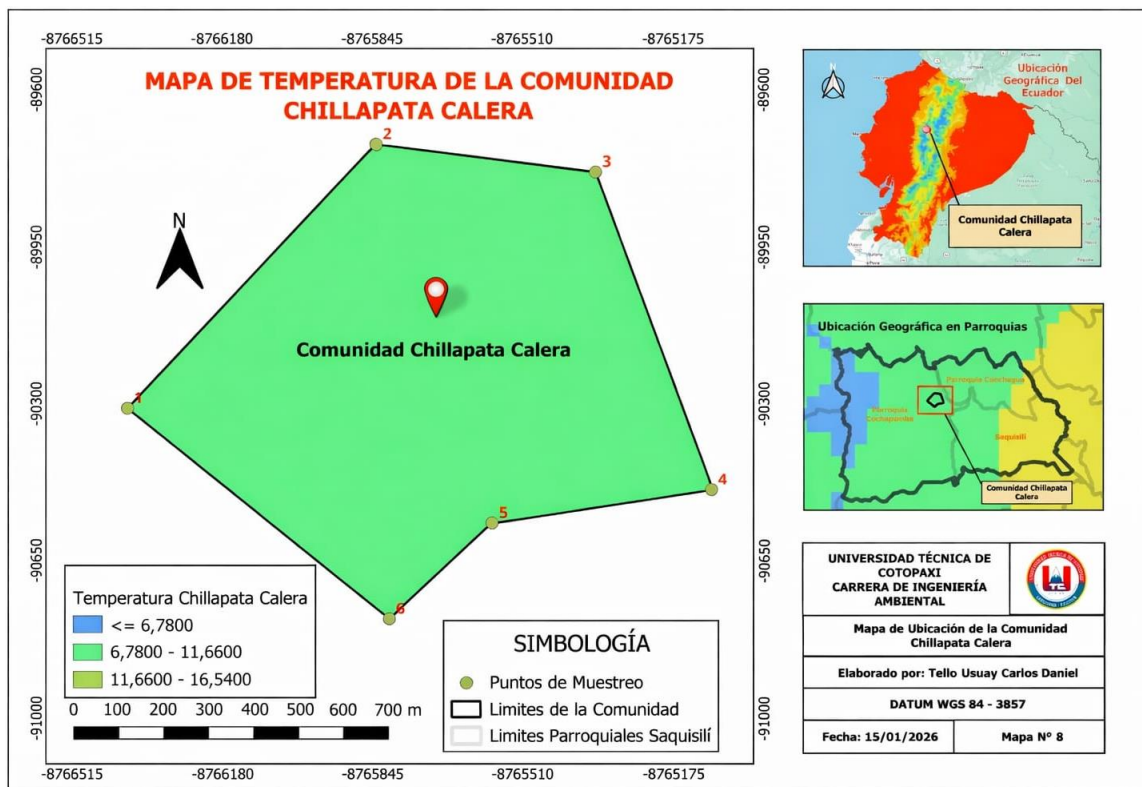 -8766515 -8766180 -8765845 -8765510 -8765175
-89600
-89950
-90300
-90650
-91000
MAPA DE TEMPERATURA DE LA COMUNIDAD
CHILLAPATA CALERA
N
1
2
3
4
5
6
Comunidad Chillapata Calera
Temperatura Chillapata Calera
<= 6,7800
6,7800 - 11,6600
11,6600 - 16,5400
0 100 200 300 400 500 600 700 m
SIMBOLOGÍA
Puntos de Muestreo
Limites de la Comunidad
Limites Parroquiales Saquisilí
-89600
-89950
-90300
-90650
-91000
-8766515 -8766180 -8765845 -8765510 -8765175
Ubicación
Geográfica Del
Ecuador
N
Comunidad Chillapata
Calera
Ubicación Geográfica en Parroquias
Parroquia
Cochapamba
Saquisilí
Comunidad Chillapata
Calera
UNIVERSIDAD TÉCNICA DE
COTOPAXI
CARRERA DE INGENIERÍA
AMBIENTAL
Mapa de Ubicación de la Comunidad
Chillapata Calera
Elaborado por: Tello Usuay Carlos Daniel
DATUM WGS 84 - 3857
Fecha: 15/01/2026
Mapa N° 8